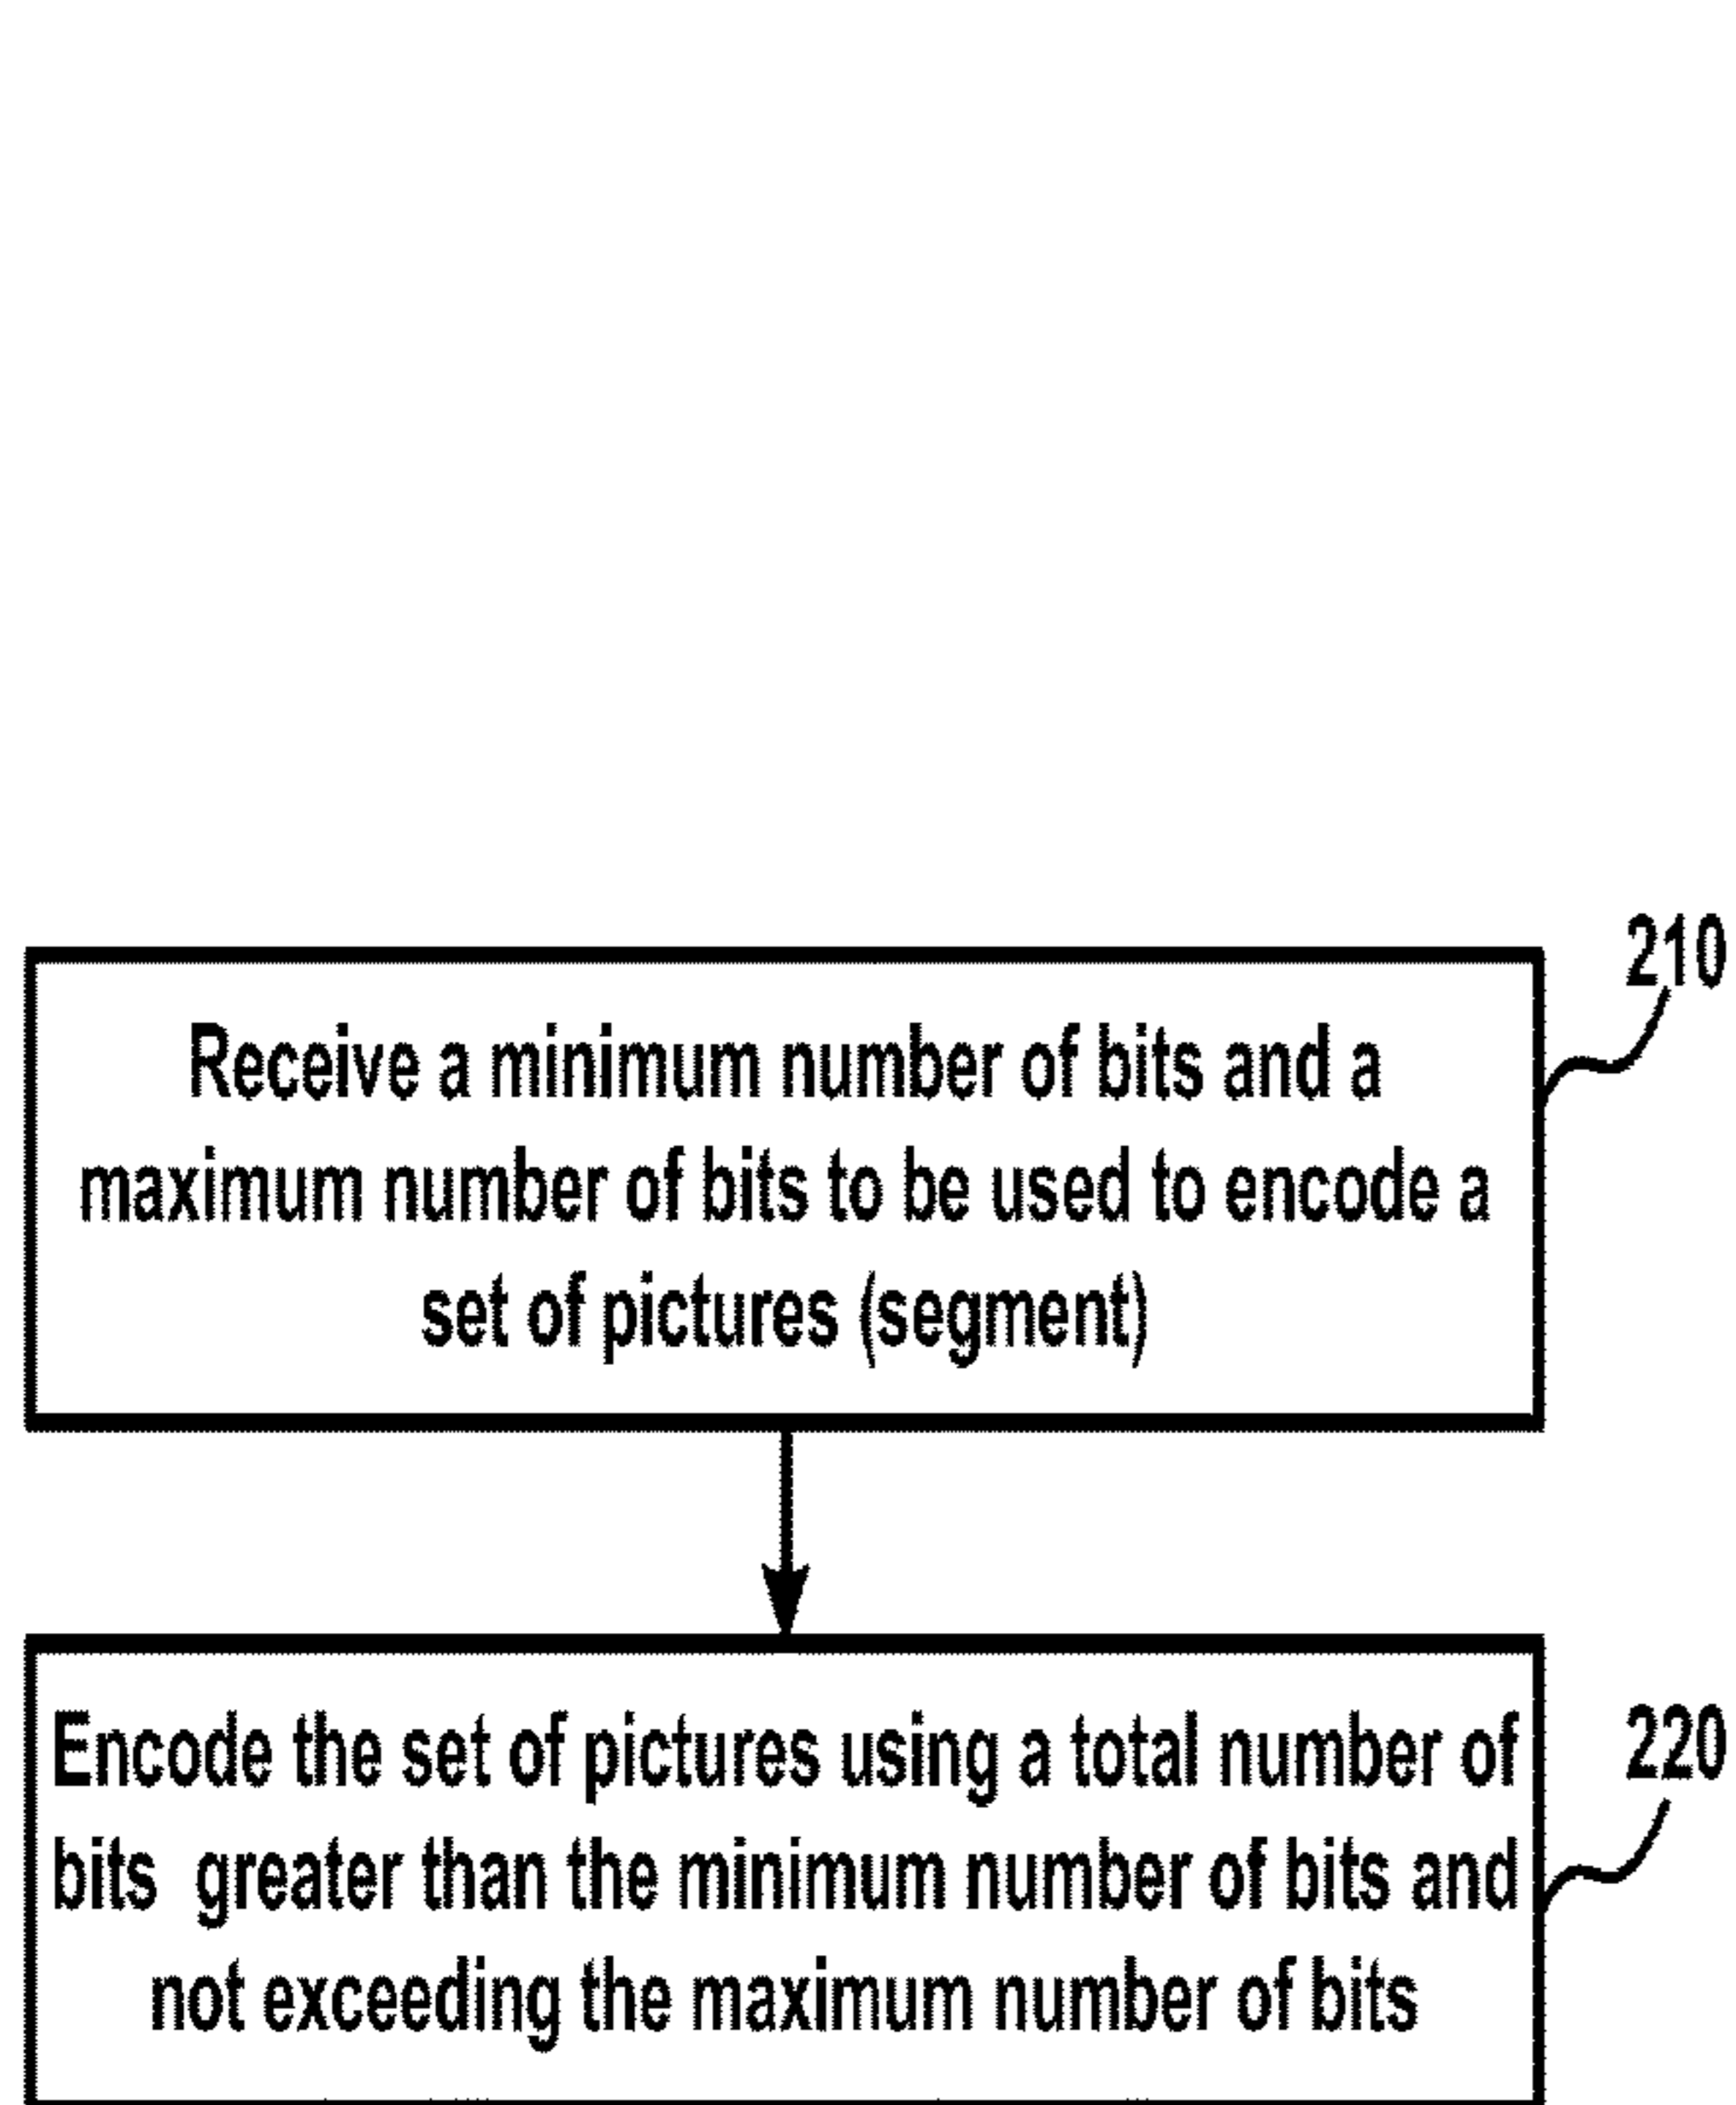 210
Receive a minimum number of bits and a
maximum number of bits to be used to encode a
set of pictures (segment)
220
Encode the set of pictures using a total number of
bits greater than the minimum number of bits and
not exceeding the maximum number of bits